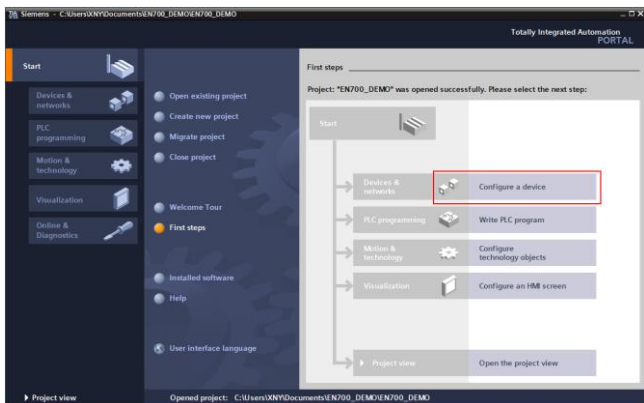 Siemens - C:\Users\XNY\Documents\EN700_DEMO\EN700_DEMO
Totally Integrated Automation
PORTAL
Start
Devices &
networks
PLC
programming
Motion &
technology
Visualization
Online &
Diagnostics
Open existing project
Create new project
Migrate project
Close project
Welcome Tour
First steps
Installed software
Help
User interface language
First steps
Project: "EN700_DEMO" was opened successfully. Please select the next step:
Start
Devices &
networks
Configure a device
PLC programming
Write PLC program
Motion &
technology
Configure
technology objects
Visualization
Configure an HMI screen
Project view
Open the project view
Project view
Opened project: C:\Users\XNY\Documents\EN700_DEMO\EN700_DEMO